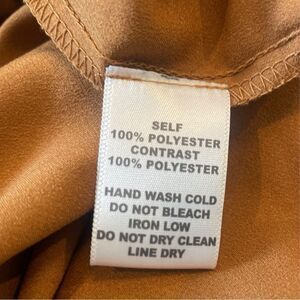 SELF
100% POLYESTER
CONTRAST
100% POLYESTER
HAND WASH COLD
DO NOT BLEACH
IRON LOW
DO NOT DRY CLEAN
LINE DRY